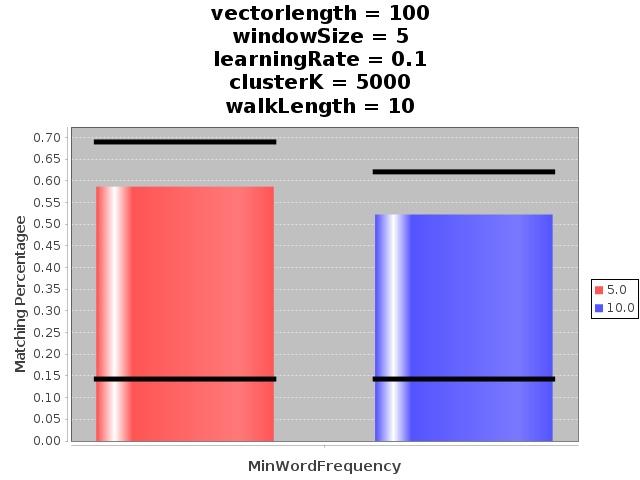 vectorlength = 100
windowSize = 5
learningRate = 0.1
clusterK = 5000
walkLength = 10
0.70
0.65
0.60
0.55
0.50
0.45
0.40
0.35
0.30
0.25
0.20
0.15
0.10
0.05
0.00
Matching Percentagee
5.0
10.0
MinWordFrequency